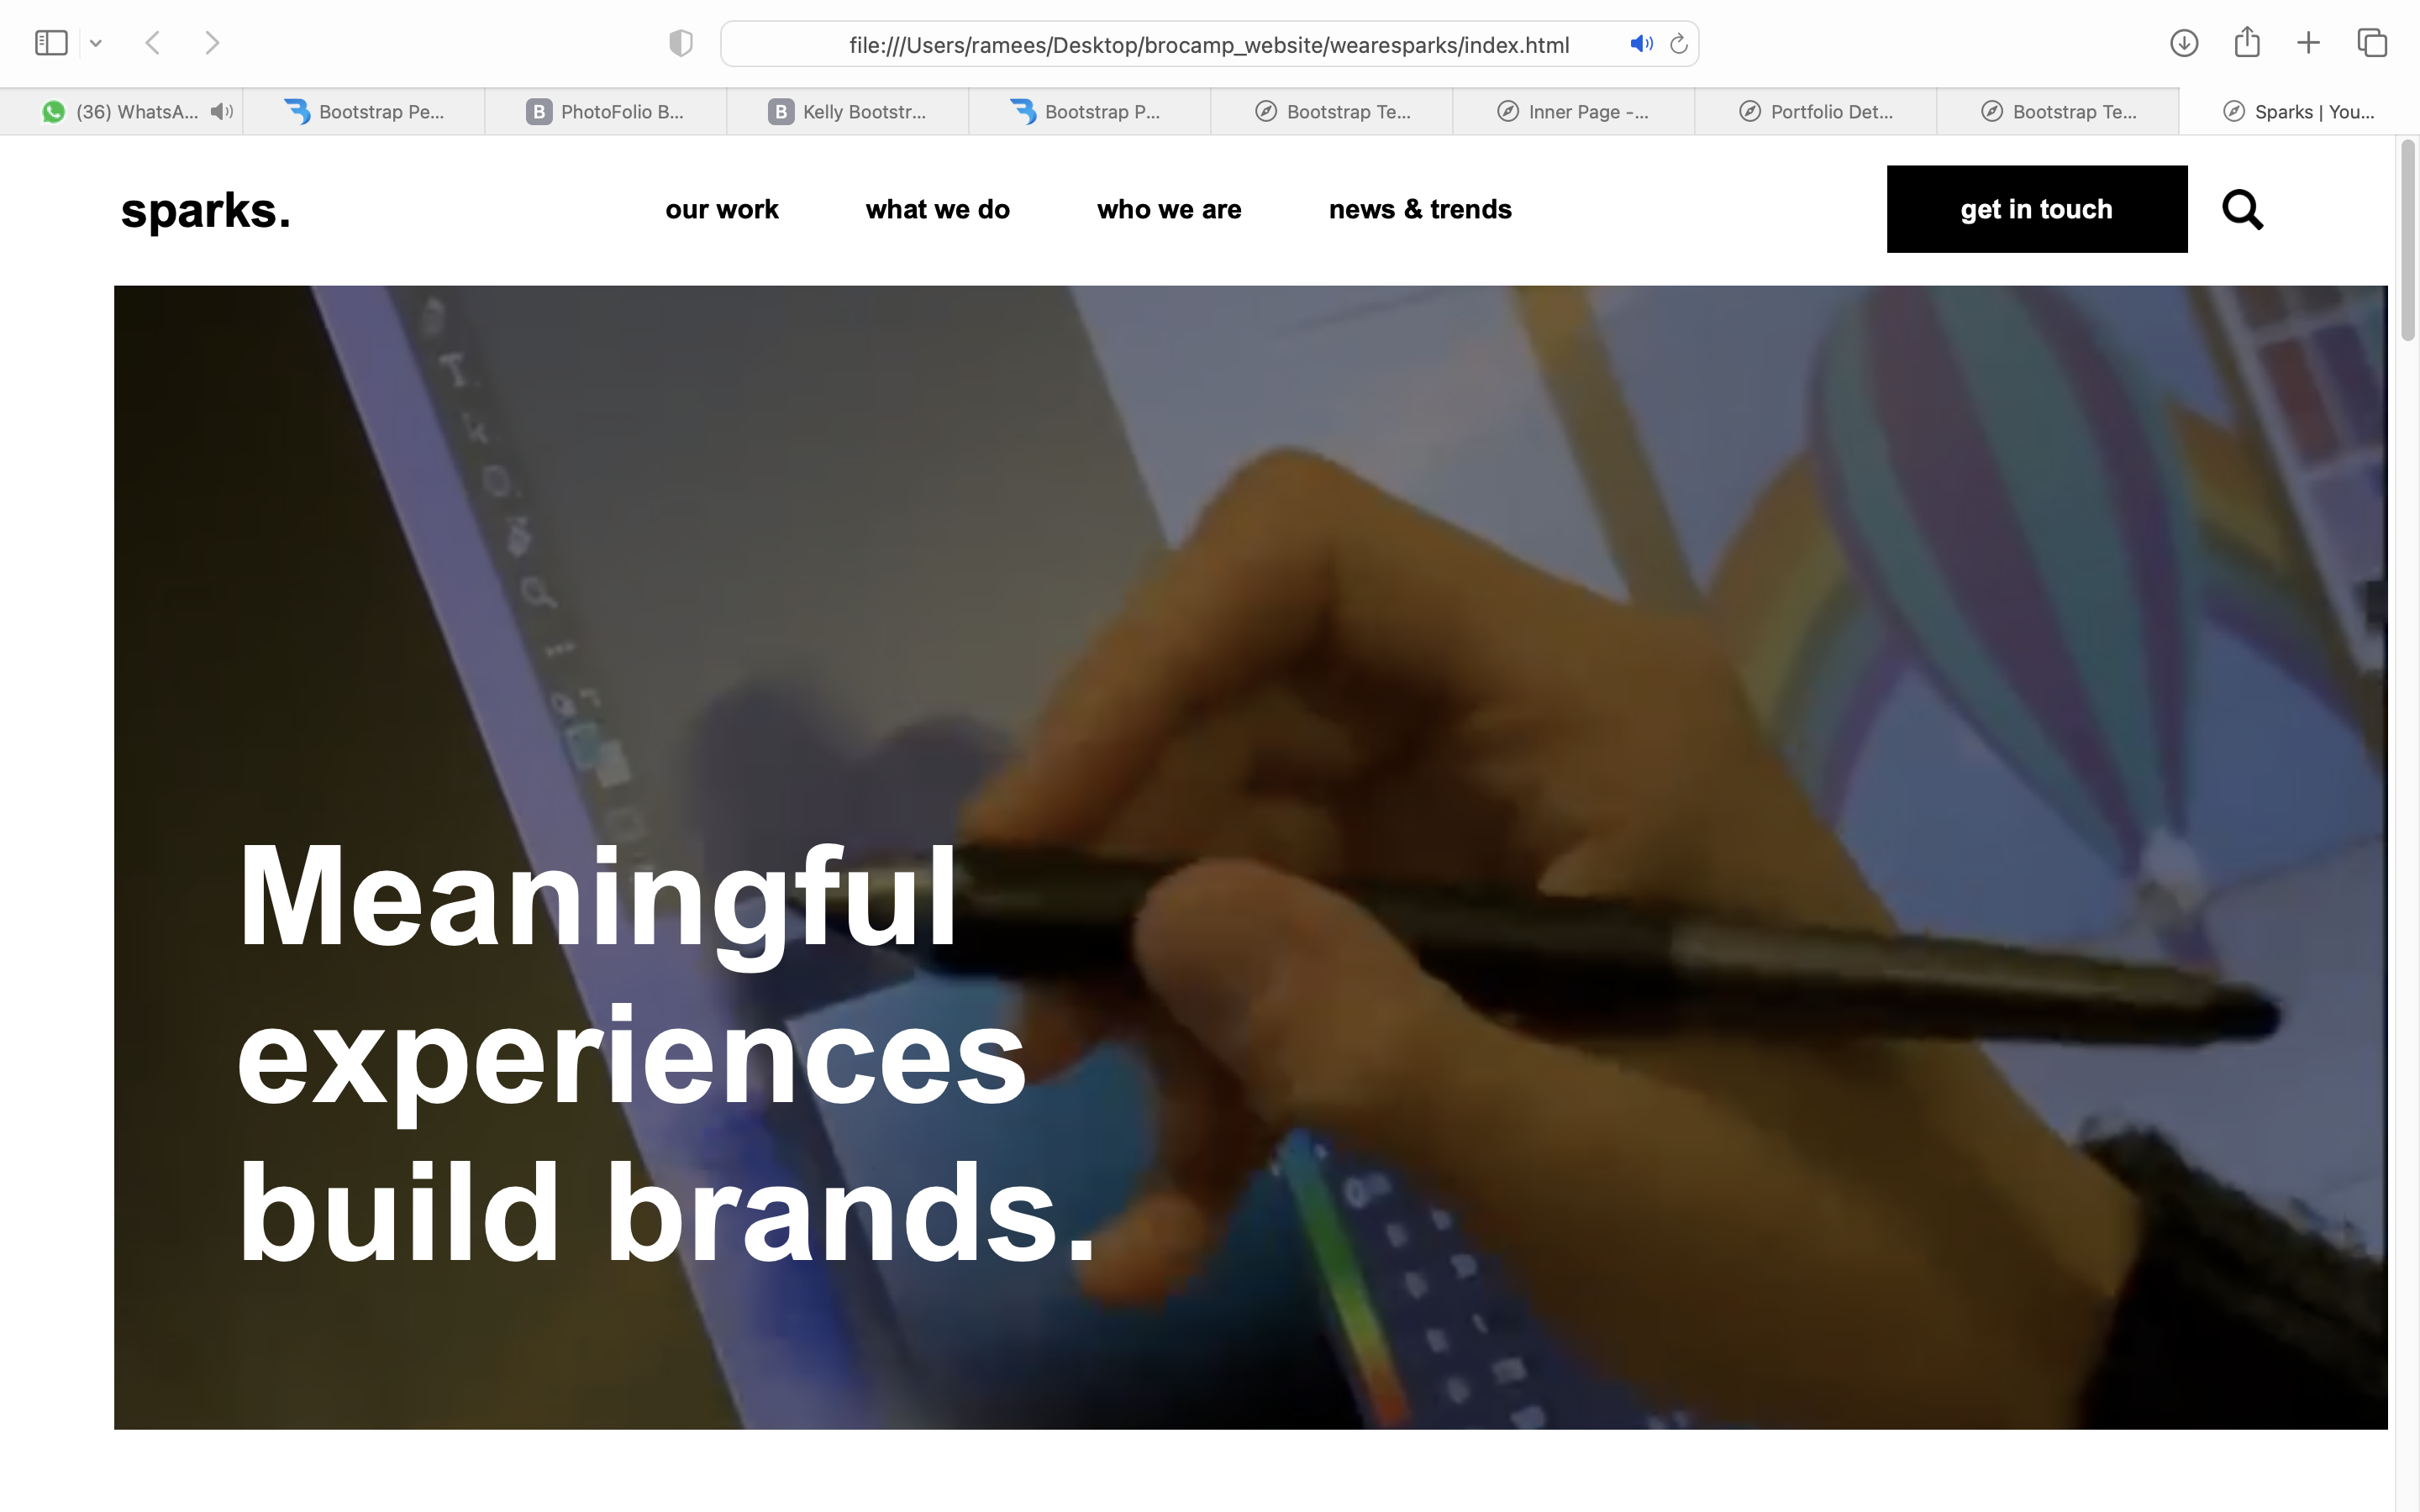 file:///Users/ramees/Desktop/brocamp_website/wearesparks/index.html
(36) WhatsA... Bootstrap Pe... PhotoFolio B... Kelly Bootstr... Bootstrap P... Bootstrap Te... Inner Page -... Portfolio Det... Bootstrap Te... Sparks | You...
sparks. our work what we do who we are news & trends get in touch
Meaningful
experiences
build brands.